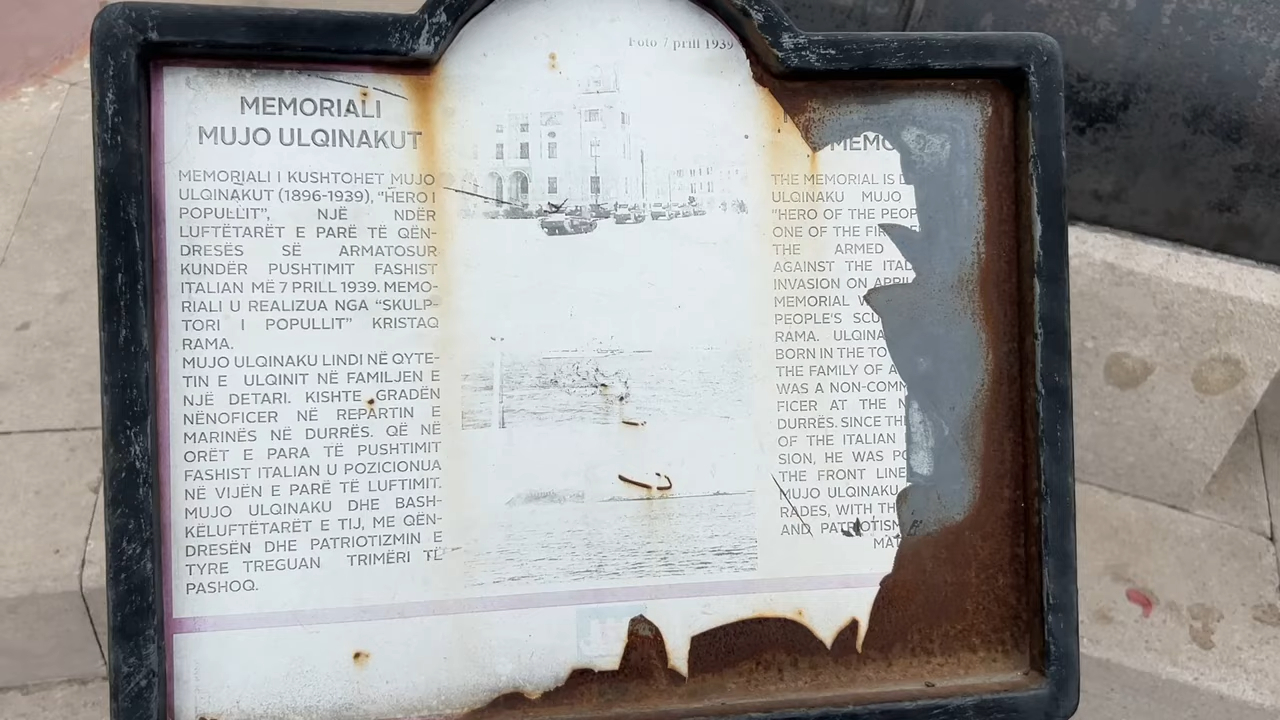 Foto 7 prill 1939
MEMORIALI
MUJO ULQINAKUT
MEMORIALI I KUSHTOHET MUJO
ULQINAKUT (1896-1939), "HERO I
POPULLIT", NJË NDËR
LUFTËTARËT E PARË TË QËN-
DRESËS SË ARMATOSUR
KUNDËR PUSHTIMIT FASHIST
ITALIAN MË 7 PRILL 1939. MEMO-
RIALI U REALIZUA NGA "SKULP-
TORI I POPULLIT" KRISTAQ
RAMA.
MUJO ULQINAKU LINDI NË QYTE-
TIN E ULQINIT NË FAMILJEN E
NJË DETARI. KISHTE GRADËN
NËNOFICER NË REPARTIN E
MARINËS NË DURRËS. QË NË
ORËT E PARA TË PUSHTIMIT
FASHIST ITALIAN U POZICIONUA
NË VIJËN E PARË TË LUFTIMIT.
MUJO ULQINAKU DHE BASH-
KËLUFTËTARËT E TIJ, ME QËN-
DRESËN DHE PATRIOTIZMIN E
TYRE TREGUAN TRIMËRI TË
PASHOQ.
MEMO
THE MEMORIAL IS
ULQINAKU MUJO
"HERO OF THE PEOP
ONE OF THE
THE ARMED
AGAINST THE ITAL
INVASION ON APRIL
MEMORIAL
PEOPLE'S SCU
RAMA. ULQINA
BORN IN THE TO
THE FAMILY OF A
WAS A NON-COMM
FICER AT THE N
DURRËS. SINCE TH
OF THE ITALIAN
SION, HE WAS PO
THE FRONT LINE
MUJO ULQINAKU
RADES, WITH TH
AND PATRIOTISM
MAT